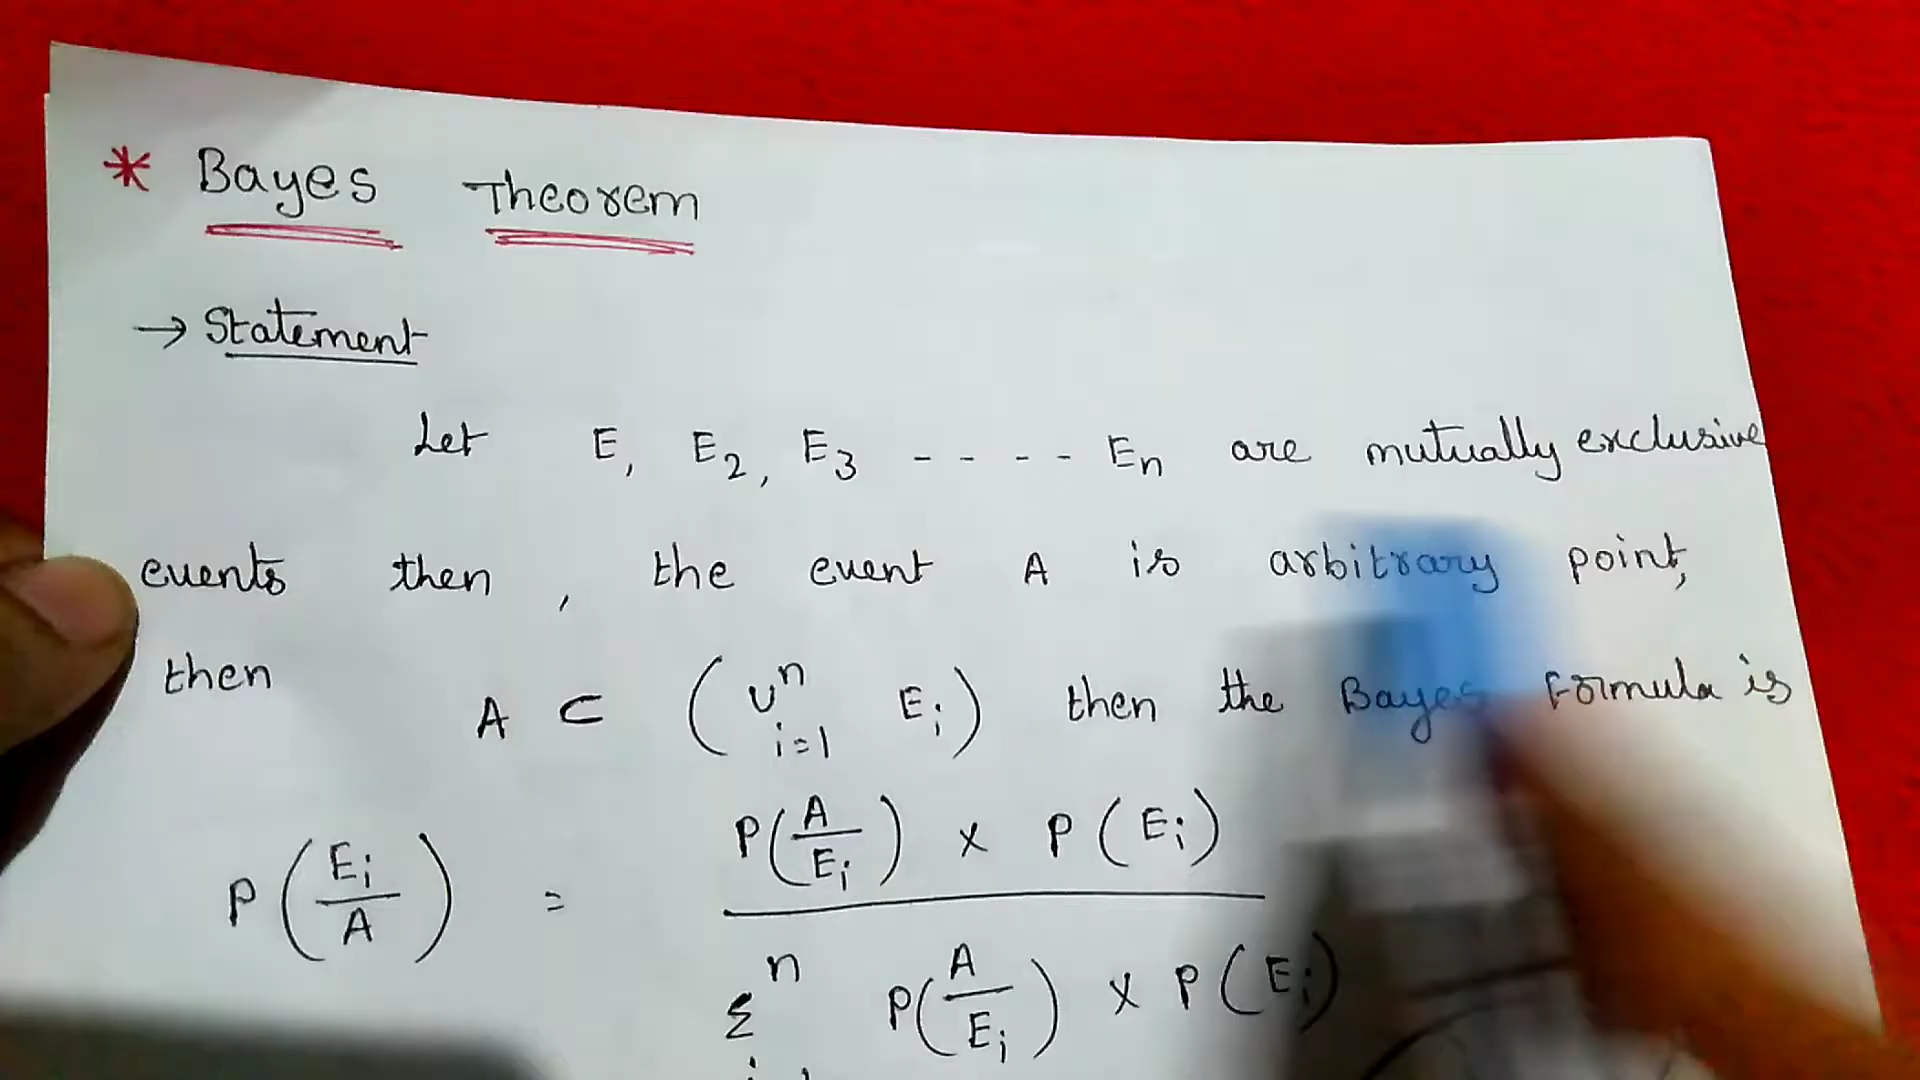 * Bayes Theorem
→ Statement
Let E, E2, E3 ---- En are mutually exclusive
events then, the event A is arbitrary point,
then A ⊂ (∪ⁿ i=1 Ei) then the Bayes Formula is
P(Ei/A) = P(A/Ei) x P(Ei)
Σⁿ P(A/Ei) x P(Ei)